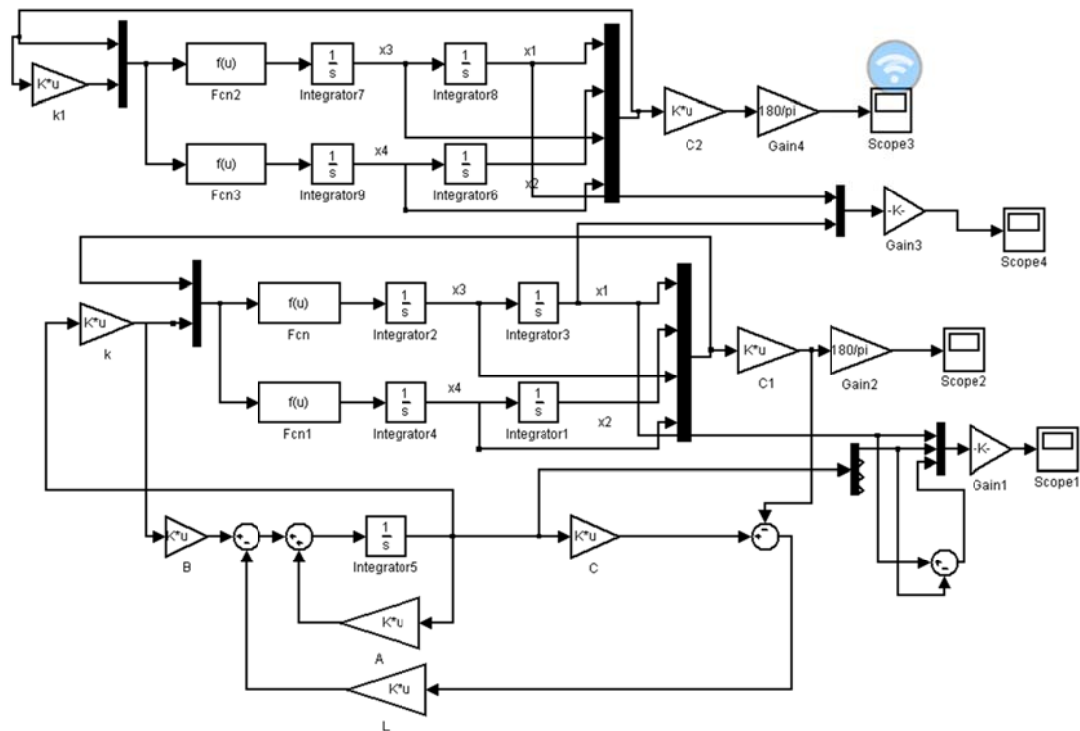 x3
x1
f(u)
1
s
1
s
K*u
k1
Fcn2
Integrator7
Integrator8
K*u
C2
180/pi
Gain4
Scope3
x4
f(u)
1
s
1
s
Fcn3
Integrator9
Integrator6
x2
-K-
Gain3
Scope4
x3
x1
f(u)
1
s
1
s
K*u
k
Fcn
Integrator2
Integrator3
K*u
C1
180/pi
Gain2
Scope2
x4
f(u)
1
s
1
s
Fcn1
Integrator4
Integrator1
x2
-K-
Gain1
Scope1
K*u
B
1
s
Integrator5
K*u
C
K*u
A
K*u
L